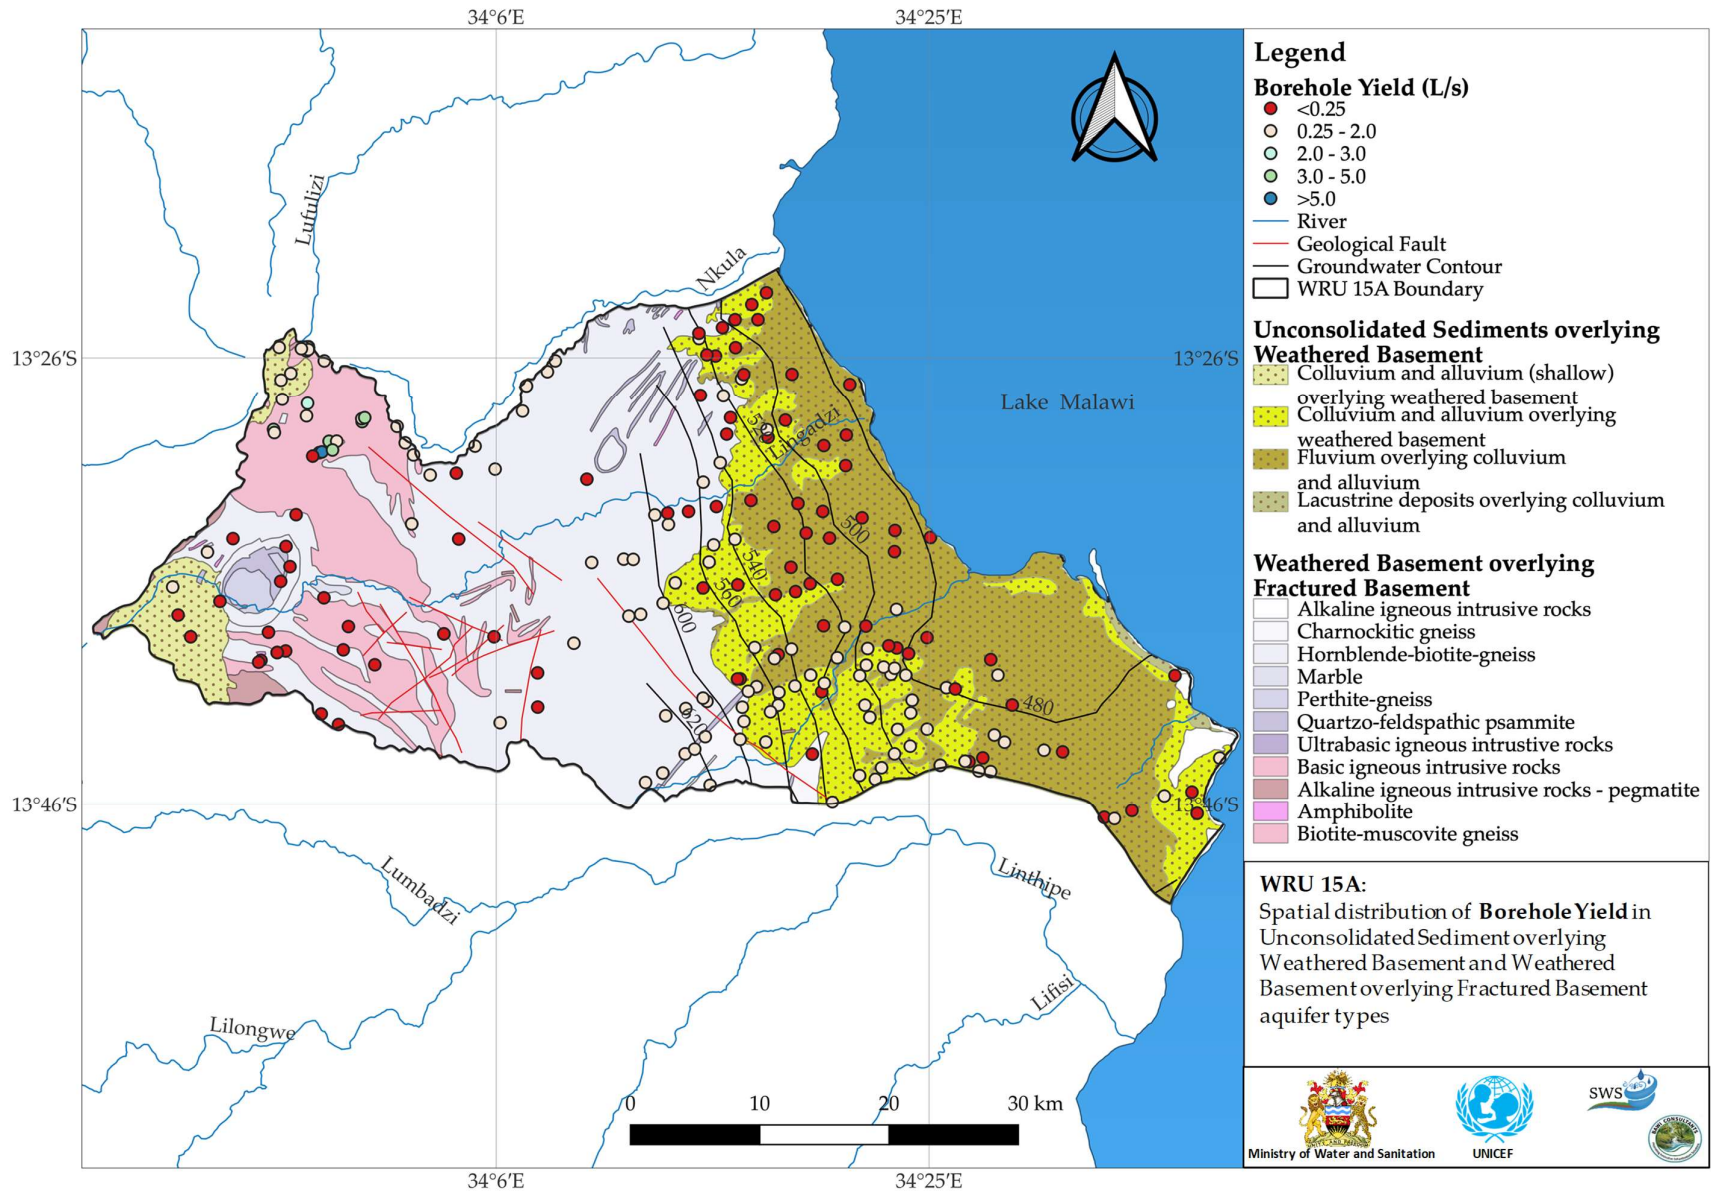 34°6'E
34°25'E
Lufulizi
Nkula
13°26'S
13°26'S
Lake Malawi
Lingadzi
520
500
540
560
600
620
480
13°46'S
13°46'S
Lumbadzi
Linthipe
Lilongwe
Lifisi
0 10 20 30 km
34°6'E
34°25'E
Legend
Borehole Yield (L/s)
<0.25
0.25 - 2.0
2.0 - 3.0
3.0 - 5.0
>5.0
River
Geological Fault
Groundwater Contour
WRU 15A Boundary
Unconsolidated Sediments overlying
Weathered Basement
Colluvium and alluvium (shallow)
overlying weathered basement
Colluvium and alluvium overlying
weathered basement
Fluvium overlying colluvium
and alluvium
Lacustrine deposits overlying colluvium
and alluvium
Weathered Basement overlying
Fractured Basement
Alkaline igneous intrusive rocks
Charnockitic gneiss
Hornblende-biotite-gneiss
Marble
Perthite-gneiss
Quartzo-feldspathic psammite
Ultrabasic igneous intrustive rocks
Basic igneous intrusive rocks
Alkaline igneous intrusive rocks - pegmatite
Amphibolite
Biotite-muscovite gneiss
WRU 15A:
Spatial distribution of Borehole Yield in
Unconsolidated Sediment overlying
Weathered Basement and Weathered
Basement overlying Fractured Basement
aquifer types
Ministry of Water and Sanitation
UNICEF
SWS